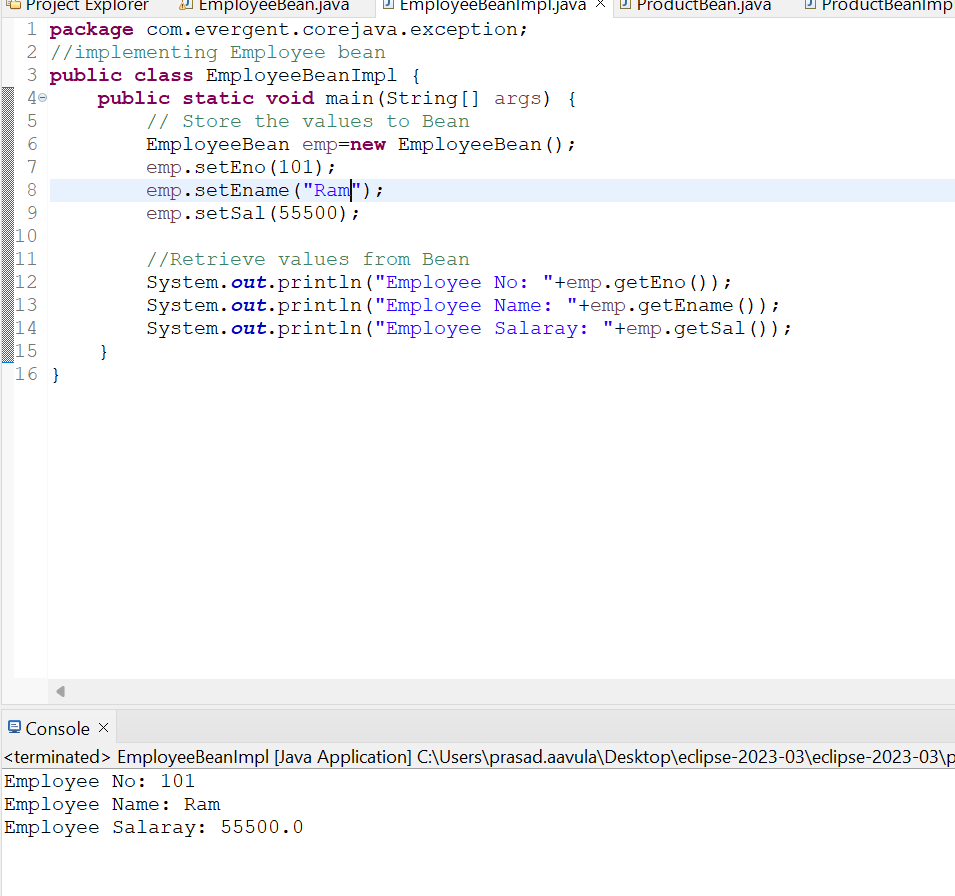 Project Explorer EmployeeBean.java EmployeeBeanImpl.java ProductBean.java ProductBeanImp
1 package com.evergent.corejava.exception;
2 //implementing Employee bean
3 public class EmployeeBeanImpl {
4 public static void main(String[] args) {
5 // Store the values to Bean
6 EmployeeBean emp=new EmployeeBean();
7 emp.setEno(101);
8 emp.setEname("Ram");
9 emp.setSal(55500);
10
11 //Retrieve values from Bean
12 System.out.println("Employee No: "+emp.getEno());
13 System.out.println("Employee Name: "+emp.getEname());
14 System.out.println("Employee Salaray: "+emp.getSal());
15 }
16 }
Console
<terminated> EmployeeBeanImpl [Java Application] C:\Users\prasad.aavula\Desktop\eclipse-2023-03\eclipse-2023-03\p
Employee No: 101
Employee Name: Ram
Employee Salaray: 55500.0